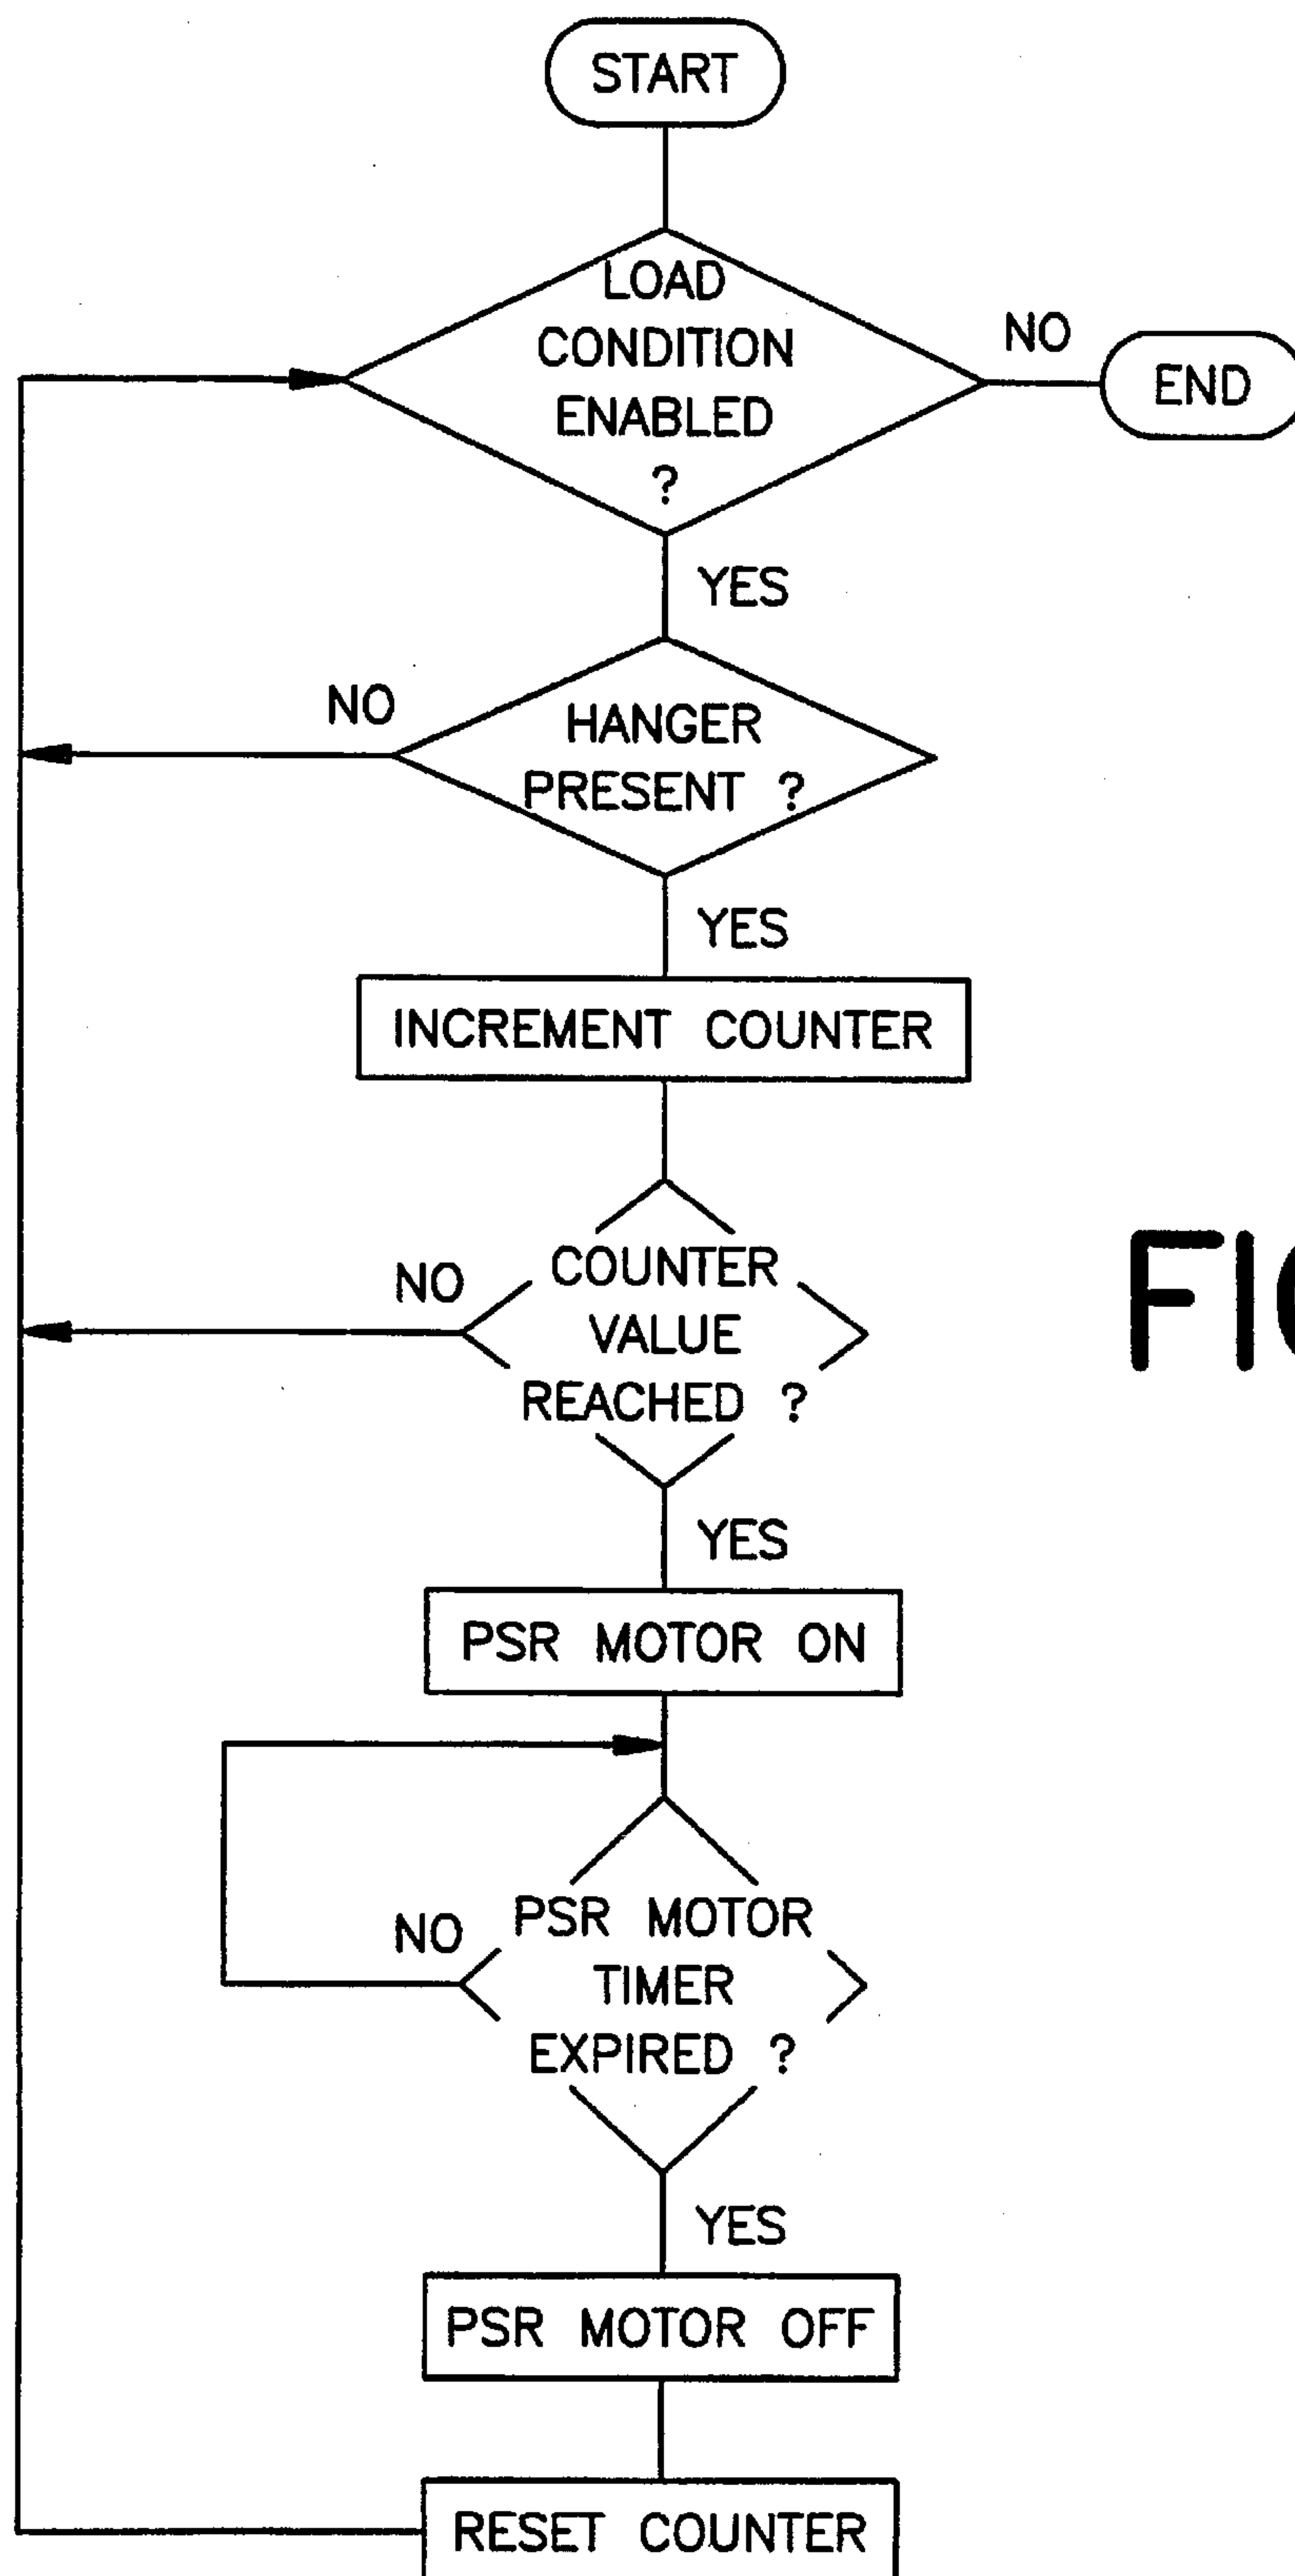 START
LOAD
CONDITION
ENABLED
?
NO
END
YES
NO
HANGER
PRESENT ?
YES
INCREMENT COUNTER
NO
COUNTER
VALUE
REACHED ?
YES
PSR MOTOR ON
NO
PSR MOTOR
TIMER
EXPIRED ?
YES
PSR MOTOR OFF
RESET COUNTER